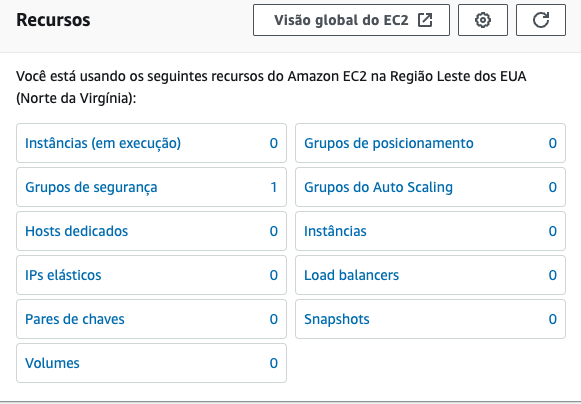 Recursos
Visão global do EC2
Você está usando os seguintes recursos do Amazon EC2 na Região Leste dos EUA
(Norte da Virgínia):
Instâncias (em execução) 0
Grupos de posicionamento 0
Grupos de segurança 1
Grupos do Auto Scaling 0
Hosts dedicados 0
Instâncias 0
IPs elásticos 0
Load balancers 0
Pares de chaves 0
Snapshots 0
Volumes 0